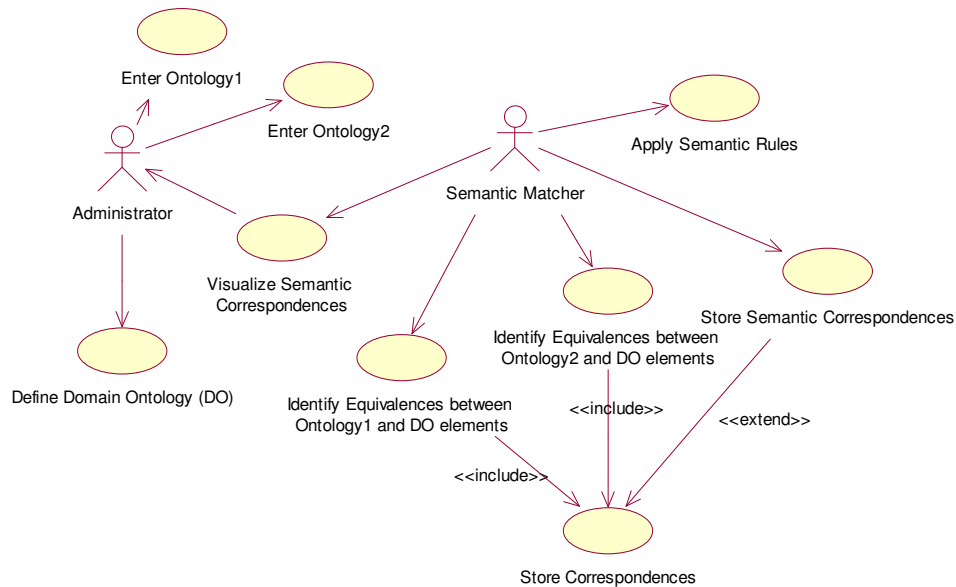 Enter Ontology1
Enter Ontology2
Apply Semantic Rules
Semantic Matcher
Administrator
Visualize Semantic
Correspondences
Store Semantic Correspondences
Identify Equivalences between
Ontology2 and DO elements
Define Domain Ontology (DO)
Identify Equivalences between
Ontology1 and DO elements
<<include>>
<<extend>>
<<include>>
Store Correspondences